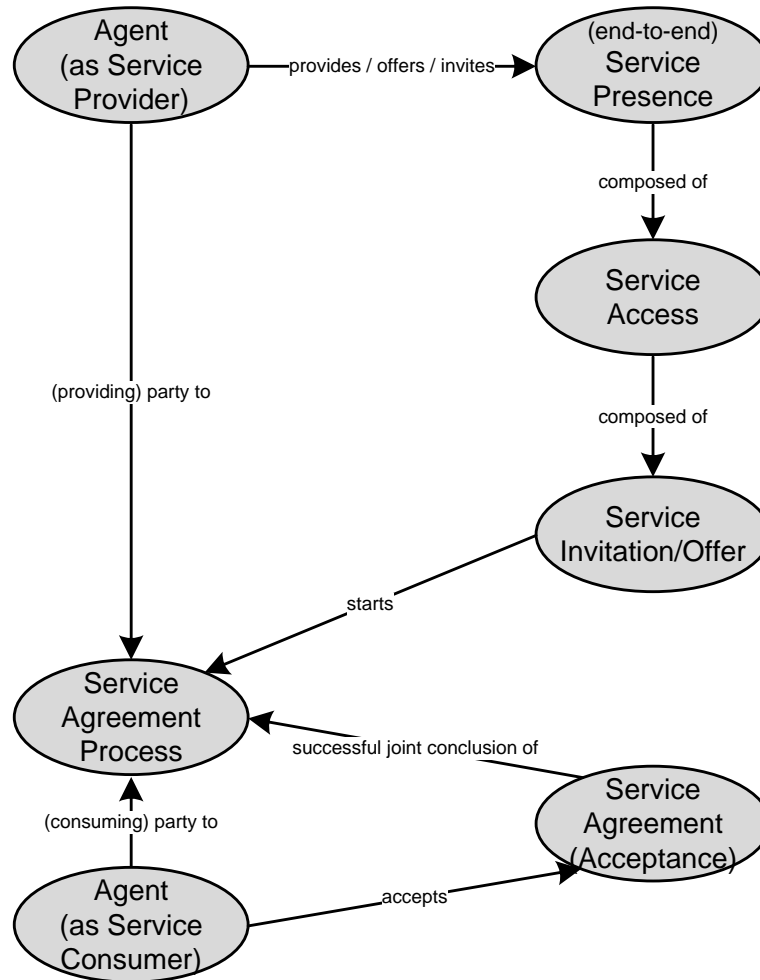 Agent
(as Service
Provider)
provides / offers / invites
(end-to-end)
Service
Presence
composed of
Service
Access
(providing) party to
composed of
Service
Invitation/Offer
starts
Service
Agreement
Process
successful joint conclusion of
Service
Agreement
(Acceptance)
(consuming) party to
Agent
(as Service
Consumer)
accepts